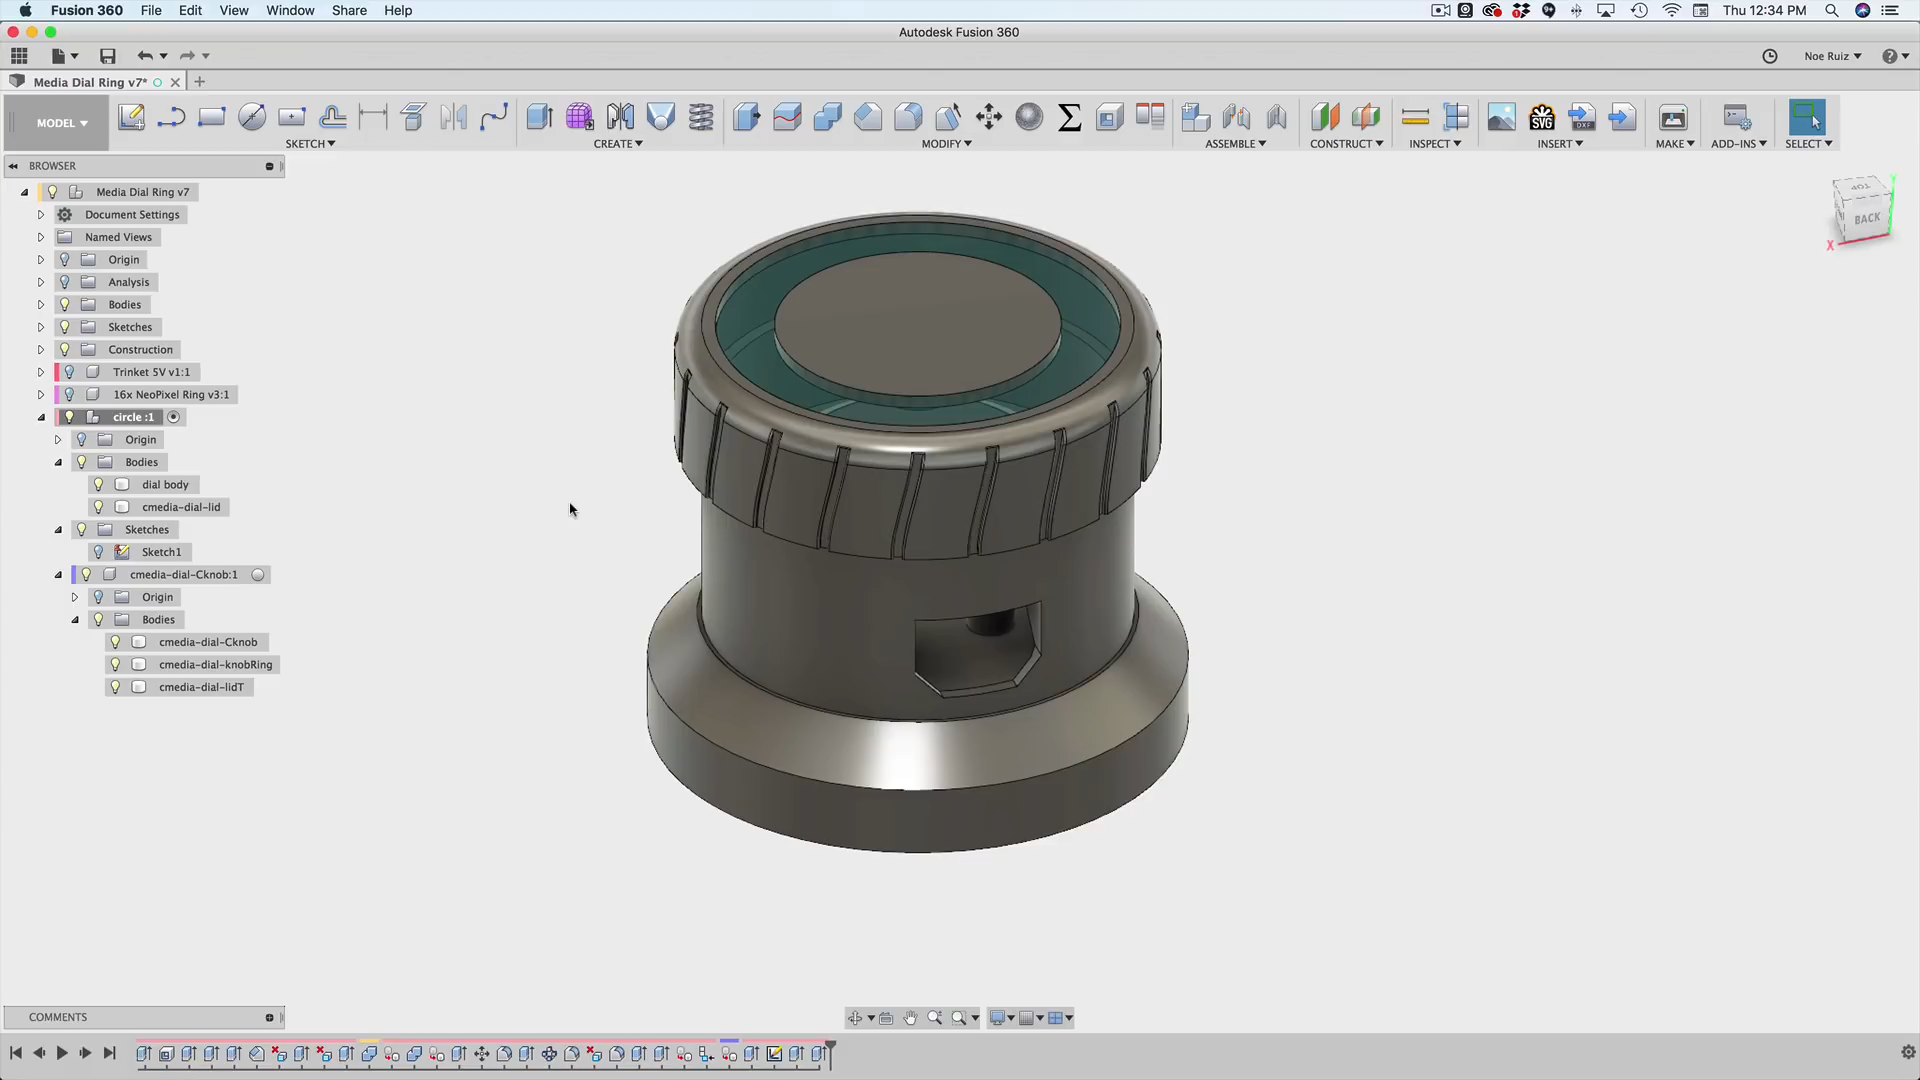 Fusion 360 File Edit View Window Share Help Thu 12:34 PM
Autodesk Fusion 360
Noe Ruiz
Media Dial Ring v7*
MODEL
SKETCH CREATE MODIFY ASSEMBLE CONSTRUCT INSPECT INSERT MAKE ADD-INS SELECT
SVG DXF
BROWSER
Media Dial Ring v7
Document Settings
Named Views
Origin
Analysis
Bodies
Sketches
Construction
Trinket 5V v1:1
16x NeoPixel Ring v3:1
circle :1
Origin
Bodies
dial body
cmedia-dial-lid
Sketches
Sketch1
cmedia-dial-Cknob:1
Origin
Bodies
cmedia-dial-Cknob
cmedia-dial-knobRing
cmedia-dial-lidT
TOP
BACK
X
COMMENTS